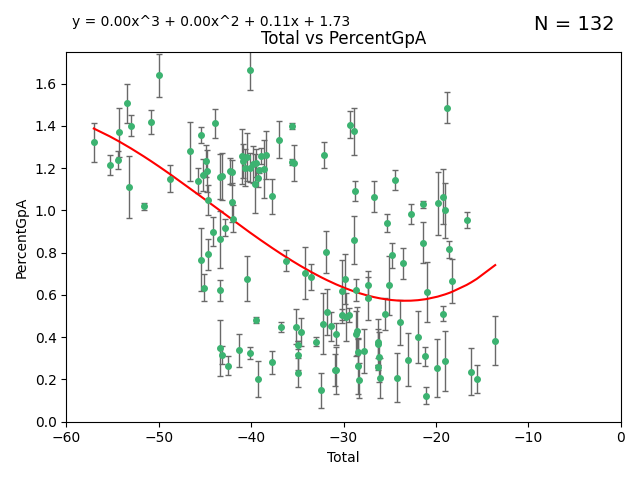 y = 0.00x^3 + 0.00x^2 + 0.11x + 1.73
N = 132
Total vs PercentGpA
PercentGpA
1.6
1.4
1.2
1.0
0.8
0.6
0.4
0.2
0.0
−60 −50 −40 −30 −20 −10 0
Total